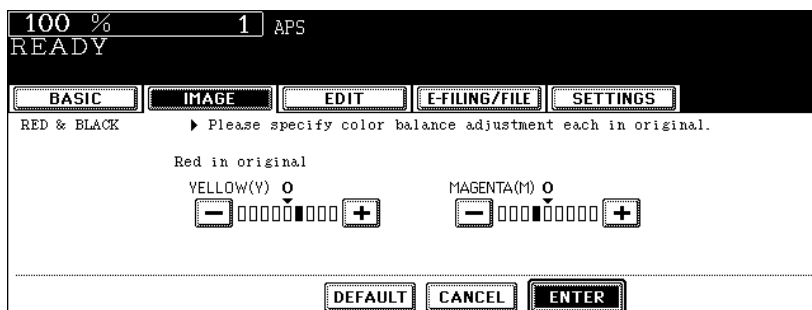 100 % 1 APS
READY
BASIC IMAGE EDIT E-FILING/FILE SETTINGS
RED & BLACK ▶ Please specify color balance adjustment each in original.
Red in original
YELLOW(Y) 0 MAGENTA(M) 0
− + − +
DEFAULT CANCEL ENTER